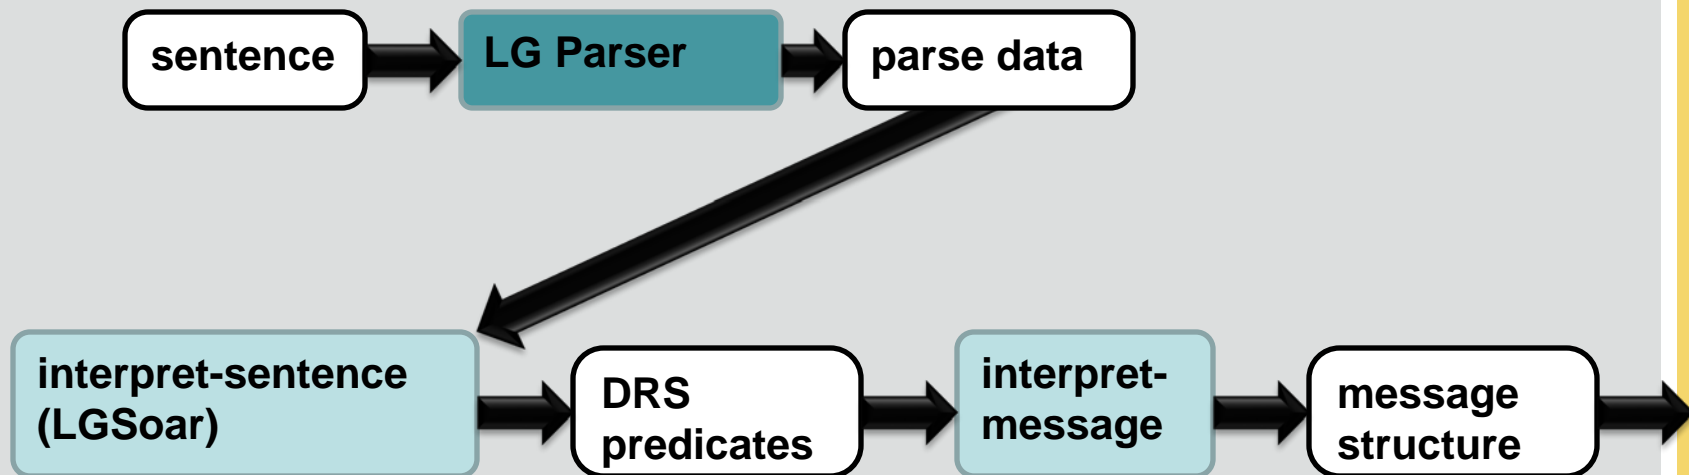 sentence
LG Parser
parse data
interpret-sentence
(LGSoar)
DRS
predicates
interpret-
message
message
structure